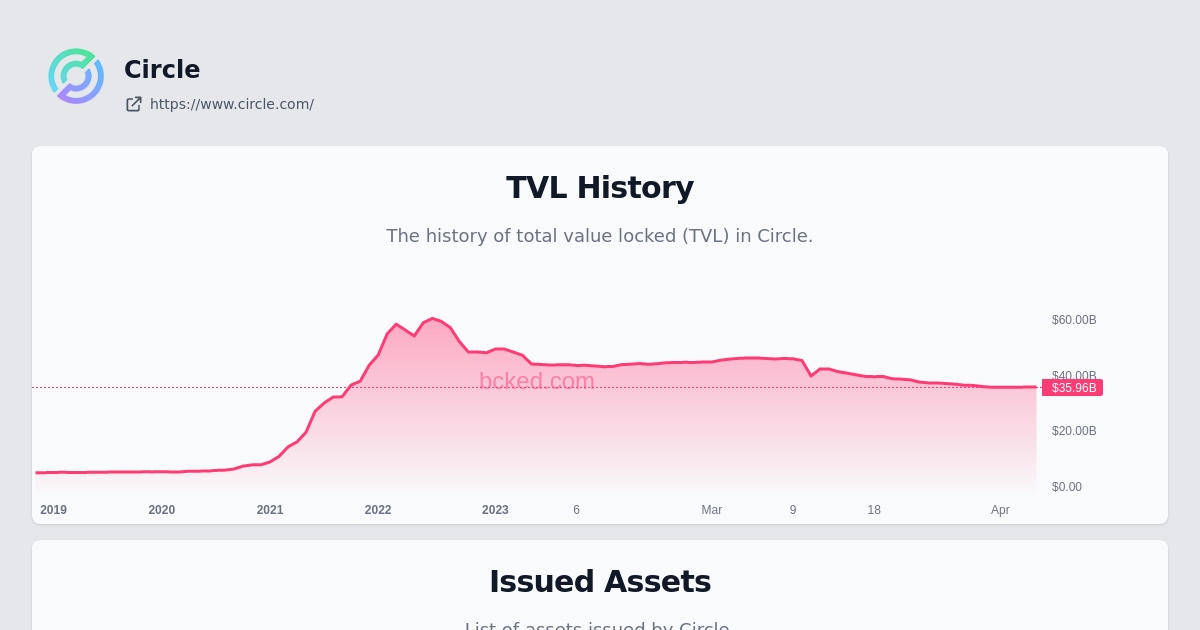 Circle
https://www.circle.com/
TVL History
The history of total value locked (TVL) in Circle.
$60.00B
$40.00B
$35.96B
$20.00B
$0.00
bcked.com
2019 2020 2021 2022 2023 6 Mar 9 18 Apr
Issued Assets
List of assets issued by Circle